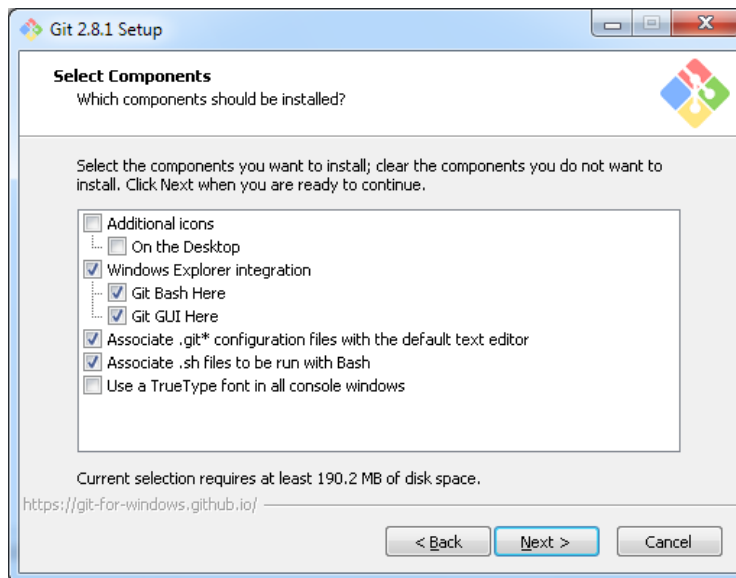 Git 2.8.1 Setup
Select Components
Which components should be installed?
Select the components you want to install; clear the components you do not want to
install. Click Next when you are ready to continue.
Additional icons
On the Desktop
Windows Explorer integration
Git Bash Here
Git GUI Here
Associate .git* configuration files with the default text editor
Associate .sh files to be run with Bash
Use a TrueType font in all console windows
Current selection requires at least 190.2 MB of disk space.
https://git-for-windows.github.io/
< Back
Next >
Cancel